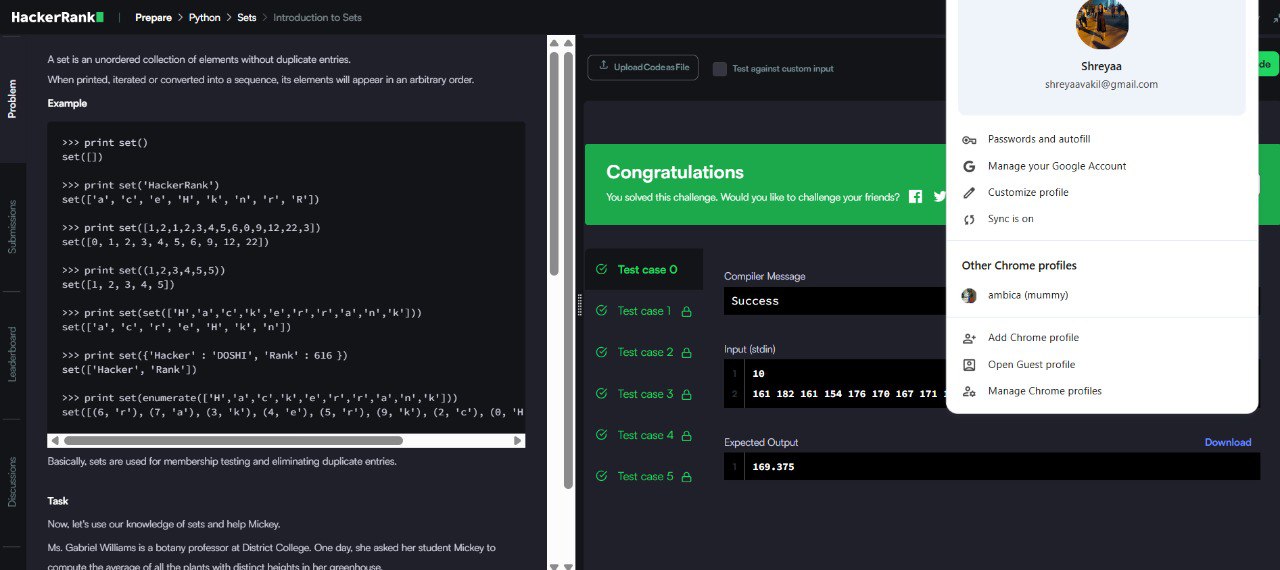 HackerRank
Prepare > Python > Sets > Introduction to Sets
Problem
Submissions
Leaderboard
Discussions
A set is an unordered collection of elements without duplicate entries.
When printed, iterated or converted into a sequence, its elements will appear in an arbitrary order.
Example
>>> print set()
set([])
>>> print set('HackerRank')
set(['a', 'c', 'e', 'H', 'k', 'n', 'r', 'R'])
>>> print set([1,2,1,2,3,4,5,6,0,9,12,22,3])
set([0, 1, 2, 3, 4, 5, 6, 9, 12, 22])
>>> print set((1,2,3,4,5,5))
set([1, 2, 3, 4, 5])
>>> print set(set(['H','a','c','k','e','r','r','a','n','k']))
set(['a', 'c', 'r', 'e', 'H', 'k', 'n'])
>>> print set({'Hacker' : 'DOSHI', 'Rank' : 616 })
set(['Hacker', 'Rank'])
>>> print set(enumerate(['H','a','c','k','e','r','r','a','n','k']))
set([(6, 'r'), (7, 'a'), (3, 'k'), (4, 'e'), (5, 'r'), (9, 'k'), (2, 'c'), (0, 'H
Basically, sets are used for membership testing and eliminating duplicate entries.
Task
Now, let's use our knowledge of sets and help Mickey.
Ms. Gabriel Williams is a botany professor at District College. One day, she asked her student Mickey to
compute the average of all the plants with distinct heights in her greenhouse.
Upload Code as File
Test against custom input
de
Congratulations
You solved this challenge. Would you like to challenge your friends?
Test case 0
Test case 1
Test case 2
Test case 3
Test case 4
Test case 5
Compiler Message
Success
Input (stdin)
1 10
2 161 182 161 154 176 170 167 171 1
Expected Output
Download
1 169.375
Shreyaa
shreyaavakil@gmail.com
Passwords and autofill
Manage your Google Account
Customize profile
Sync is on
Other Chrome profiles
ambica (mummy)
Add Chrome profile
Open Guest profile
Manage Chrome profiles